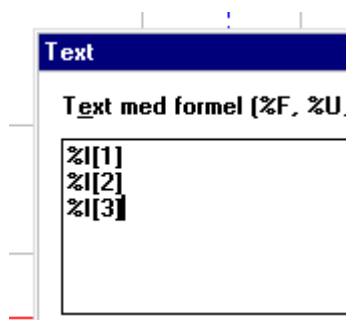 Text
Text med formel (%F, %U,
%I[1]
%I[2]
%I[3]